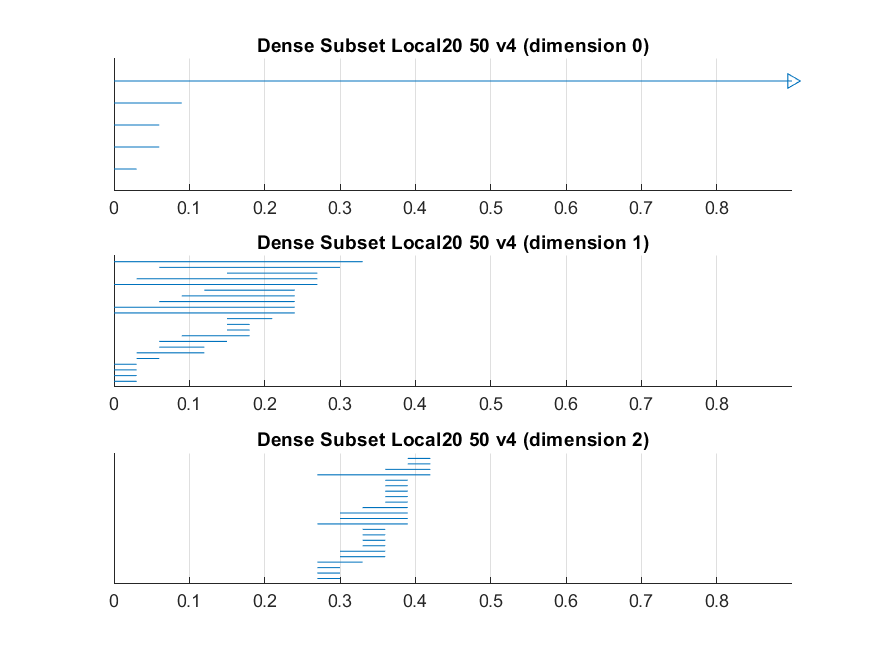 Dense Subset Local20 50 v4 (dimension 0)
0 0.1 0.2 0.3 0.4 0.5 0.6 0.7 0.8
Dense Subset Local20 50 v4 (dimension 1)
0 0.1 0.2 0.3 0.4 0.5 0.6 0.7 0.8
Dense Subset Local20 50 v4 (dimension 2)
0 0.1 0.2 0.3 0.4 0.5 0.6 0.7 0.8